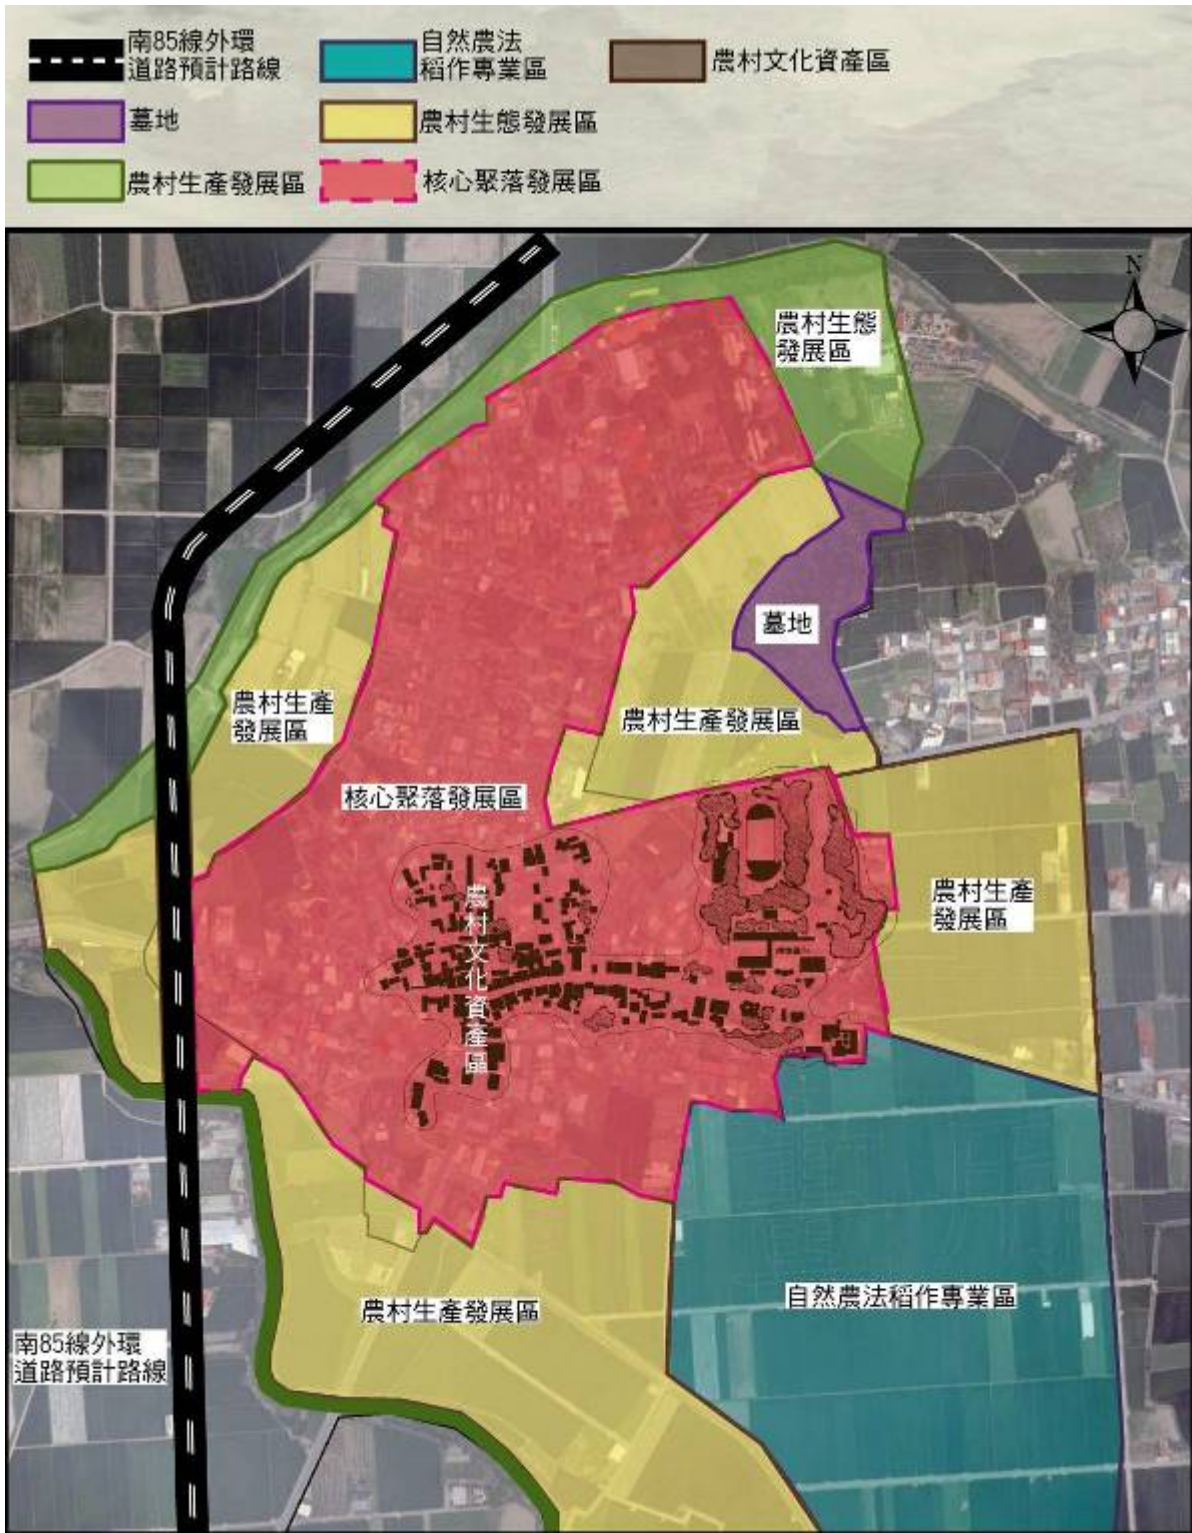 南85線外環
道路預計路線
自然農法
稻作專業區
農村文化資產區
墓地
農村生態發展區
農村生產發展區
核心聚落發展區
N
農村生態
發展區
墓地
農村生產
發展區
農村生產發展區
核心聚落發展區
農村文化資產區
農村生產
發展區
自然農法稻作專業區
農村生產發展區
南85線外環
道路預計路線